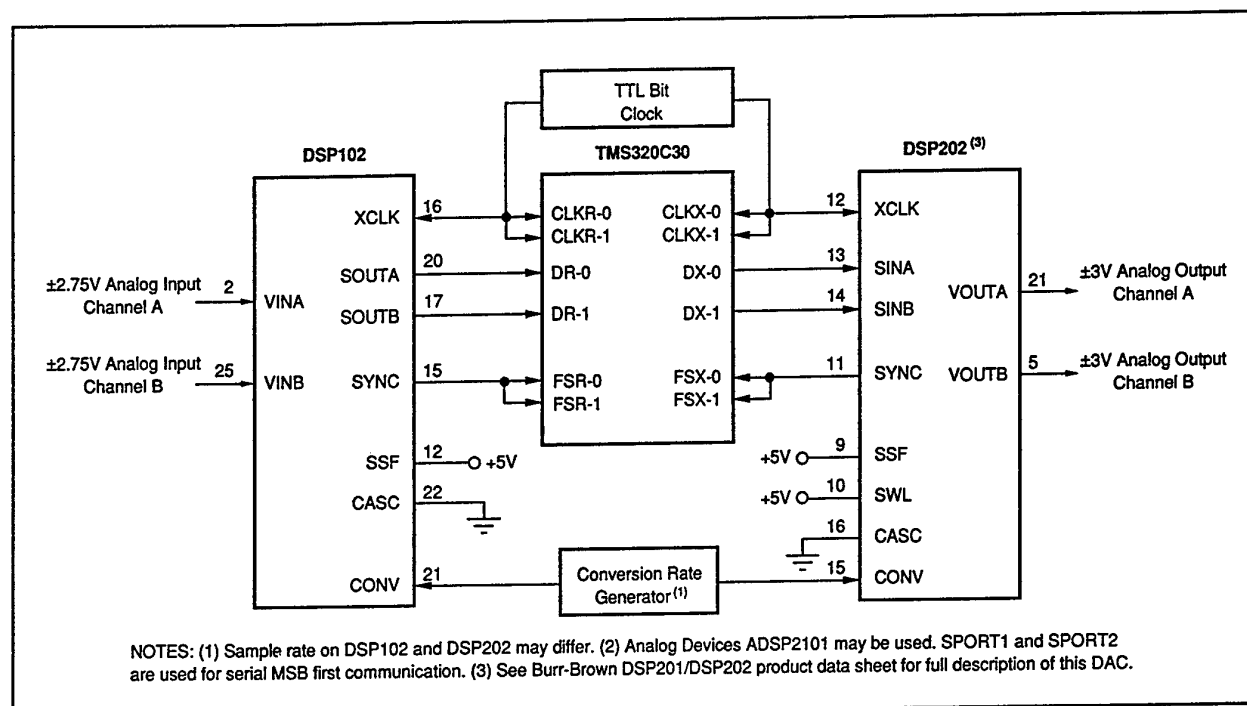 TTL Bit
Clock
DSP102
TMS320C30
DSP202 (3)
XCLK
16
CLKR-0
CLKR-1
CLKX-0
CLKX-1
12
XCLK
SOUTA
20
DR-0
DX-0
13
SINA
SOUTB
17
DR-1
DX-1
14
SINB
±2.75V Analog Input
Channel A
2
VINA
VOUTA
21
±3V Analog Output
Channel A
±2.75V Analog Input
Channel B
25
VINB
SYNC
15
FSR-0
FSR-1
FSX-0
FSX-1
11
SYNC
VOUTB
5
±3V Analog Output
Channel B
SSF
12
+5V
CASC
22
+5V
9
SSF
+5V
10
SWL
16
CASC
CONV
21
Conversion Rate
Generator (1)
15
CONV
NOTES: (1) Sample rate on DSP102 and DSP202 may differ. (2) Analog Devices ADSP2101 may be used. SPORT1 and SPORT2
are used for serial MSB first communication. (3) See Burr-Brown DSP201/DSP202 product data sheet for full description of this DAC.